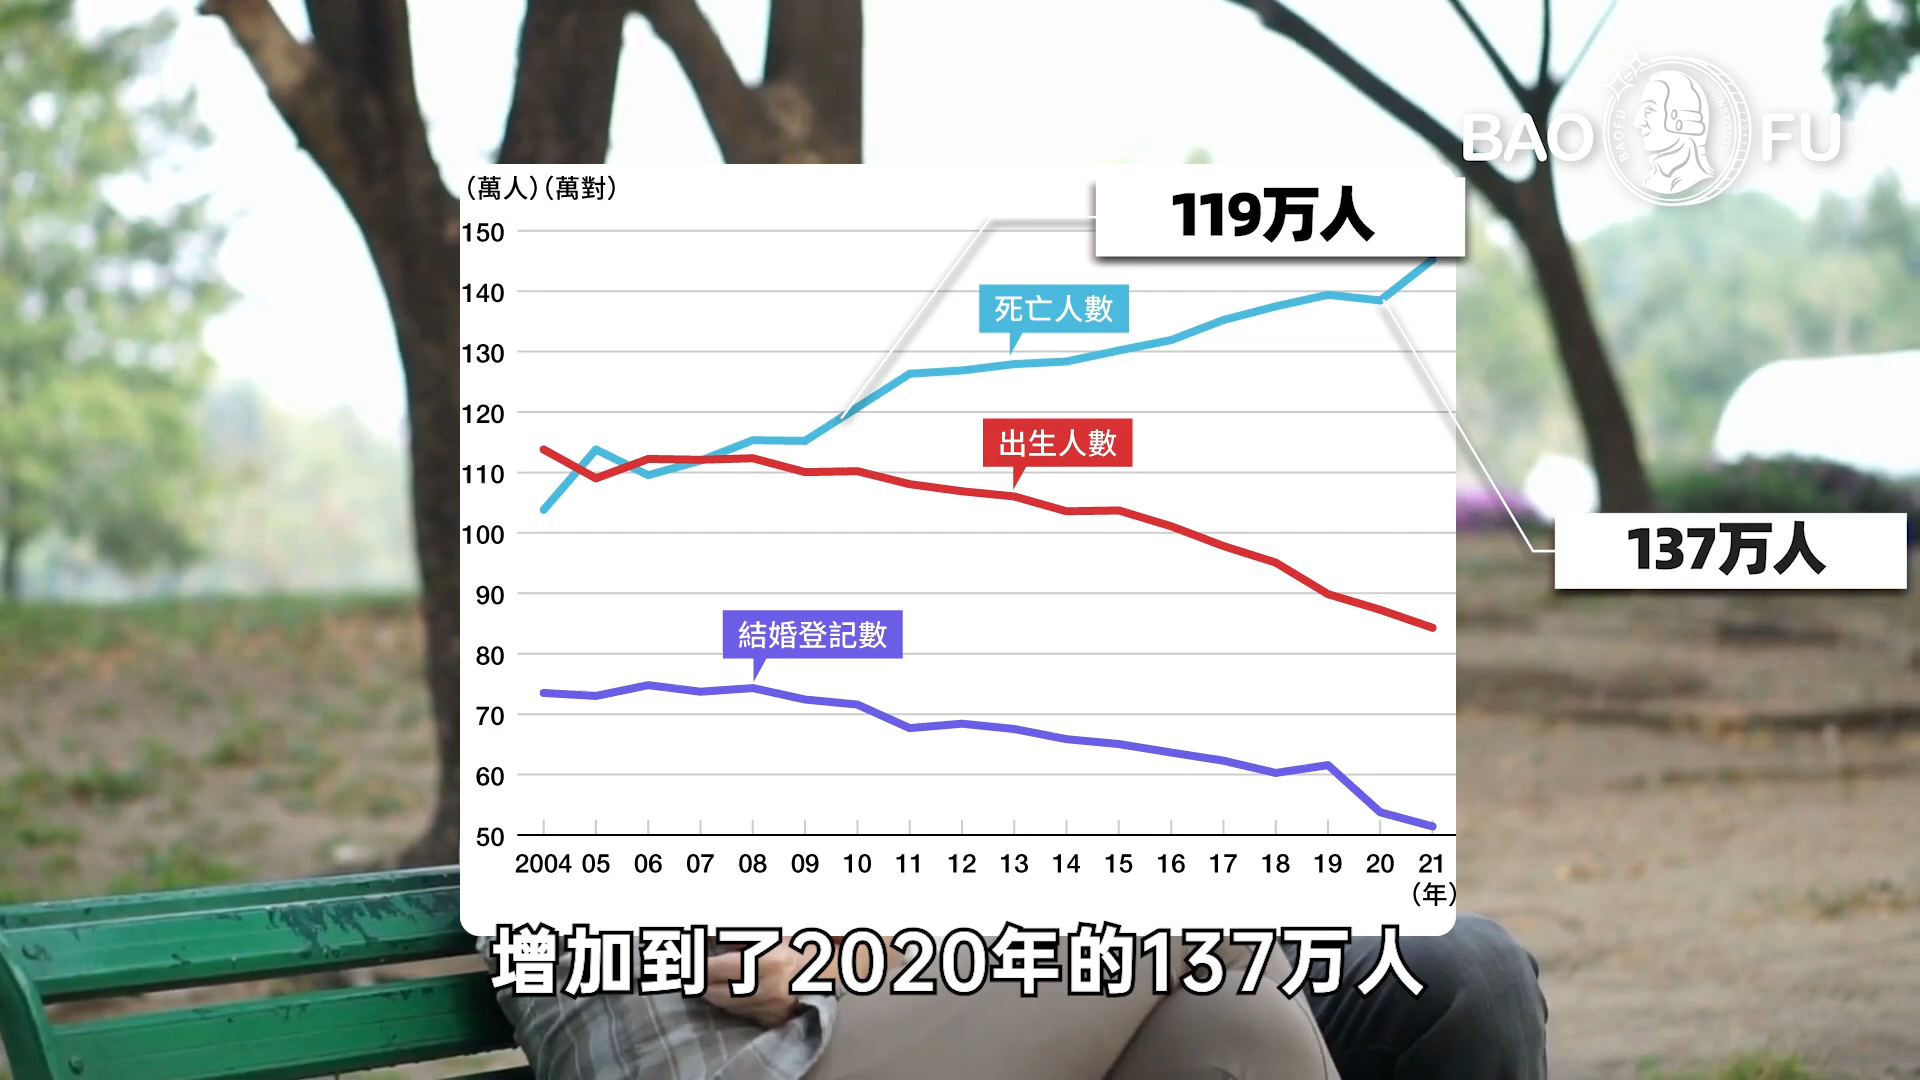 BAO FU
BAOFU INSTITUTE
(萬人)(萬對)
119万人
150
140
130
120
110
100
90
80
70
60
50
死亡人數
出生人數
結婚登記數
137万人
2004 05 06 07 08 09 10 11 12 13 14 15 16 17 18 19 20 21
(年)
增加到了2020年的137万人